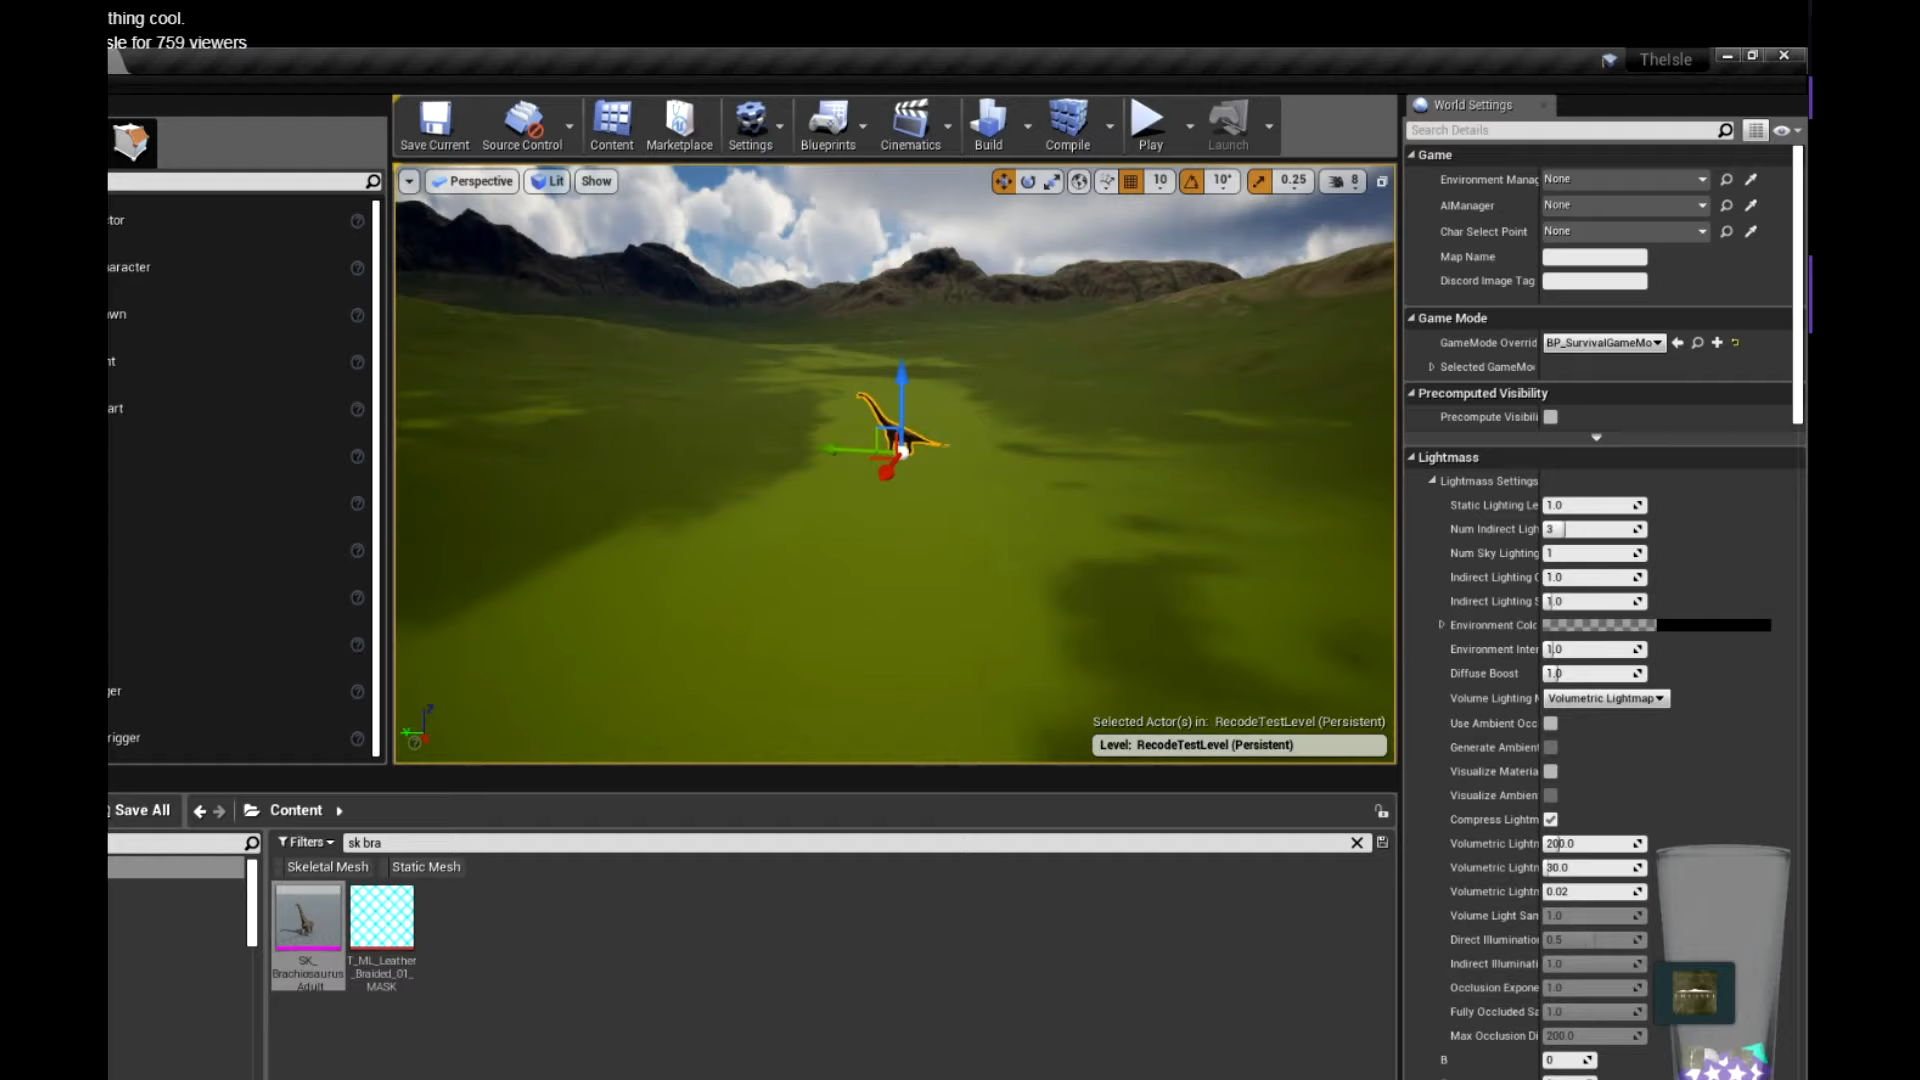 thing cool.
sle for 759 viewers
TheIsle
Save Current
Source Control
Content
Marketplace
Settings
Blueprints
Cinematics
Build
Compile
Play
Launch
World Settings
Search Details
Perspective
Lit
Show
10
10°
0.25
8
tor
aracter
wn
nt
art
ger
rigger
Selected Actor(s) in: RecodeTestLevel (Persistent)
Level: RecodeTestLevel (Persistent)
Game
Environment Manag None
AIManager None
Char Select Point None
Map Name
Discord Image Tag
Game Mode
GameMode Overrid BP_SurvivalGameMo
Selected GameMo
Precomputed Visibility
Precompute Visibili
Lightmass
Lightmass Settings
Static Lighting Le 1.0
Num Indirect Ligh 3
Num Sky Lighting 1
Indirect Lighting Q 1.0
Indirect Lighting S 1.0
Environment Colo
Environment Inter 1.0
Diffuse Boost 1.0
Volume Lighting M Volumetric Lightmap
Use Ambient Occ
Generate Ambient
Visualize Materia
Visualize Ambien
Compress Lightm
Volumetric Lightn 200.0
Volumetric Lightn 30.0
Volumetric Lightn 0.02
Volume Light Sam 1.0
Direct Illumination 0.5
Indirect Illuminati 1.0
Occlusion Expone 1.0
Fully Occluded Sa 1.0
Max Occlusion Di 200.0
B 0
Save All
Content
Filters
sk bra
Skeletal Mesh
Static Mesh
SK_
Brachiosaurus
Adult
T_ML_Leather
_Braided_01_
MASK